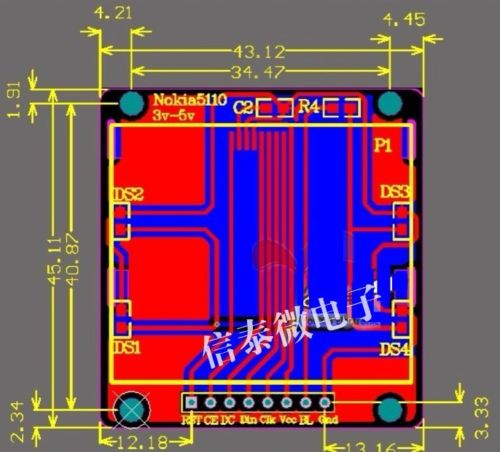 4.21
4.45
43.12
34.47
1.91
Nokia5110
3v-5v
C2
R4
P1
DS2
DS3
45.11
40.87
信泰微电子
DS1
DS4
RST CE DC Din Clk Vcc BL Gnd
2.34
3.33
12.18
13.16